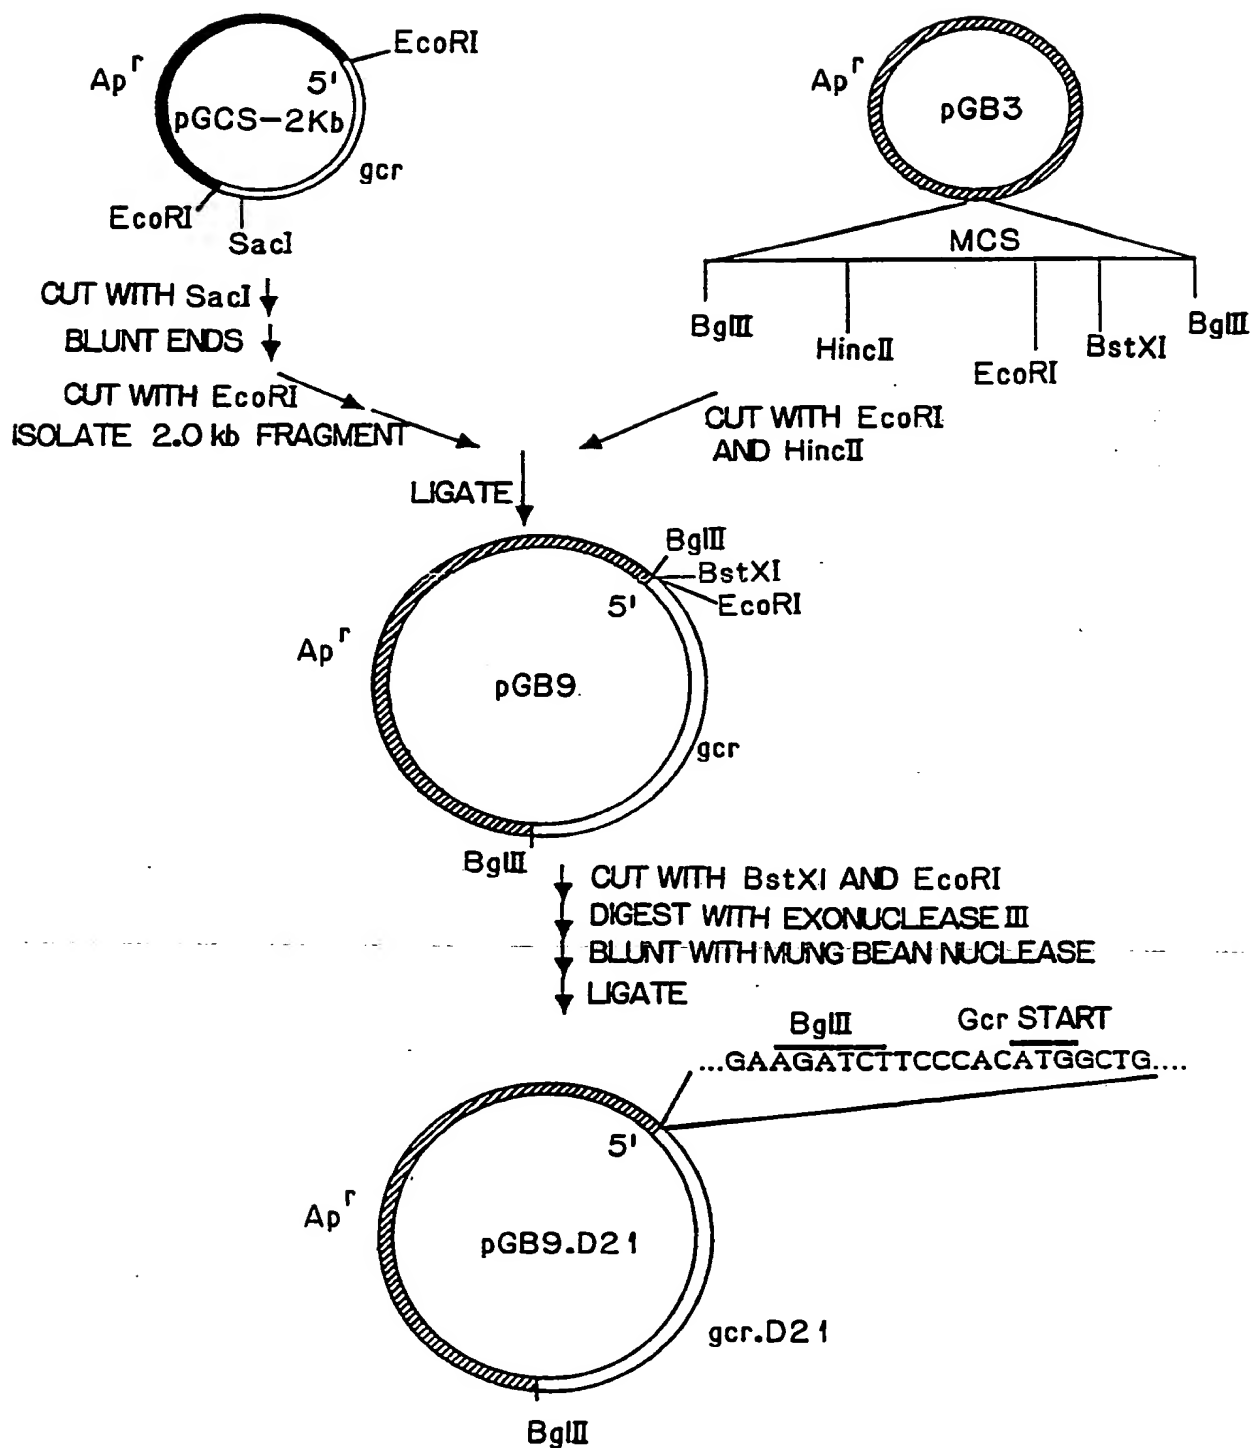 EcoRI
Ap r
5'
pGCS-2Kb
gcr
EcoRI
SacI
CUT WITH SacI
BLUNT ENDS
CUT WITH EcoRI
ISOLATE 2.0 kb FRAGMENT
Ap r
pGB3
MCS
BglII
HincII
EcoRI
BstXI
BglII
CUT WITH EcoRI
AND HincII
LIGATE
BglII
BstXI
EcoRI
5'
Ap r
pGB9
gcr
BglII
CUT WITH BstXI AND EcoRI
DIGEST WITH EXONUCLEASE III
BLUNT WITH MUNG BEAN NUCLEASE
LIGATE
BglII Gcr START
...GAAGATCTTCCCACATGGCTG....
5'
Ap r
pGB9.D21
gcr.D21
BglII